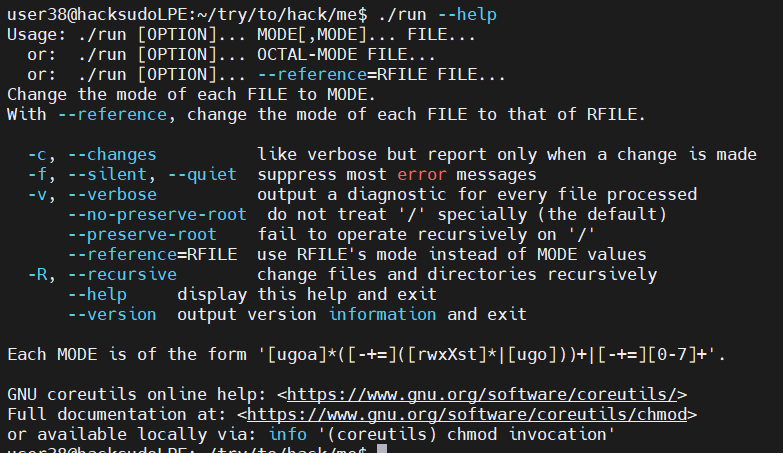 user38@hacksudoLPE:~/try/to/hack/me$ ./run --help
Usage: ./run [OPTION]... MODE[,MODE]... FILE...
  or:  ./run [OPTION]... OCTAL-MODE FILE...
  or:  ./run [OPTION]... --reference=RFILE FILE...
Change the mode of each FILE to MODE.
With --reference, change the mode of each FILE to that of RFILE.

  -c, --changes          like verbose but report only when a change is made
  -f, --silent, --quiet  suppress most error messages
  -v, --verbose          output a diagnostic for every file processed
      --no-preserve-root  do not treat '/' specially (the default)
      --preserve-root    fail to operate recursively on '/'
      --reference=RFILE  use RFILE's mode instead of MODE values
  -R, --recursive        change files and directories recursively
      --help     display this help and exit
      --version  output version information and exit

Each MODE is of the form '[ugoa]*([-+=]([rwxXst]*|[ugo]))+|[-+=][0-7]+'.

GNU coreutils online help: <https://www.gnu.org/software/coreutils/>
Full documentation at: <https://www.gnu.org/software/coreutils/chmod>
or available locally via: info '(coreutils) chmod invocation'
user38@hacksudoLPE:~/try/to/hack/me$